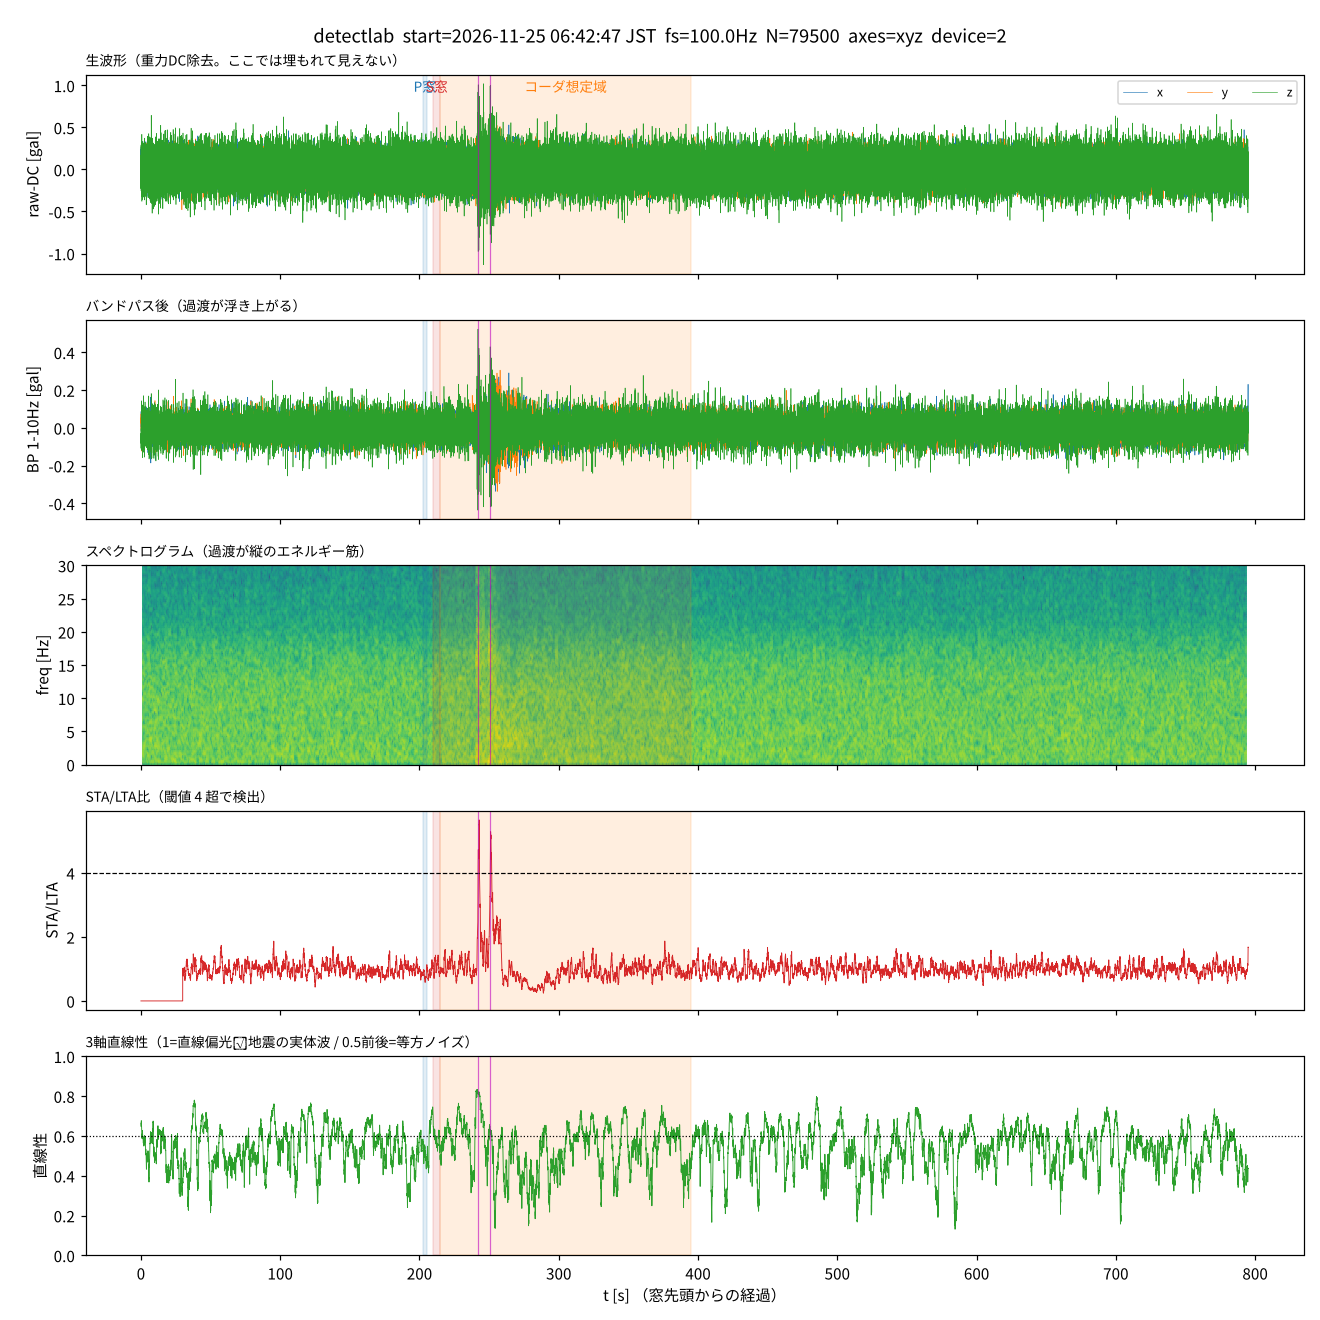 detectlab start=2026-11-25 06:42:47 JST fs=100.0Hz N=79500 axes=xyz device=2
生波形（重力DC除去。ここでは埋もれて見えない）
P窓 S窓 コーダ想定域
x y z
1.0
0.5
0.0
-0.5
-1.0
raw-DC [gal]
バンドパス後（過渡が浮き上がる）
0.4
0.2
0.0
-0.2
-0.4
BP 1-10Hz [gal]
スペクトログラム（過渡が縦のエネルギー筋）
30
25
20
15
10
5
0
freq [Hz]
STA/LTA比（閾値 4 超で検出）
4
2
0
STA/LTA
3軸直線性（1=直線偏光 地震の実体波 / 0.5前後=等方ノイズ）
1.0
0.8
0.6
0.4
0.2
0.0
直線性
0 100 200 300 400 500 600 700 800
t [s] （窓先頭からの経過）